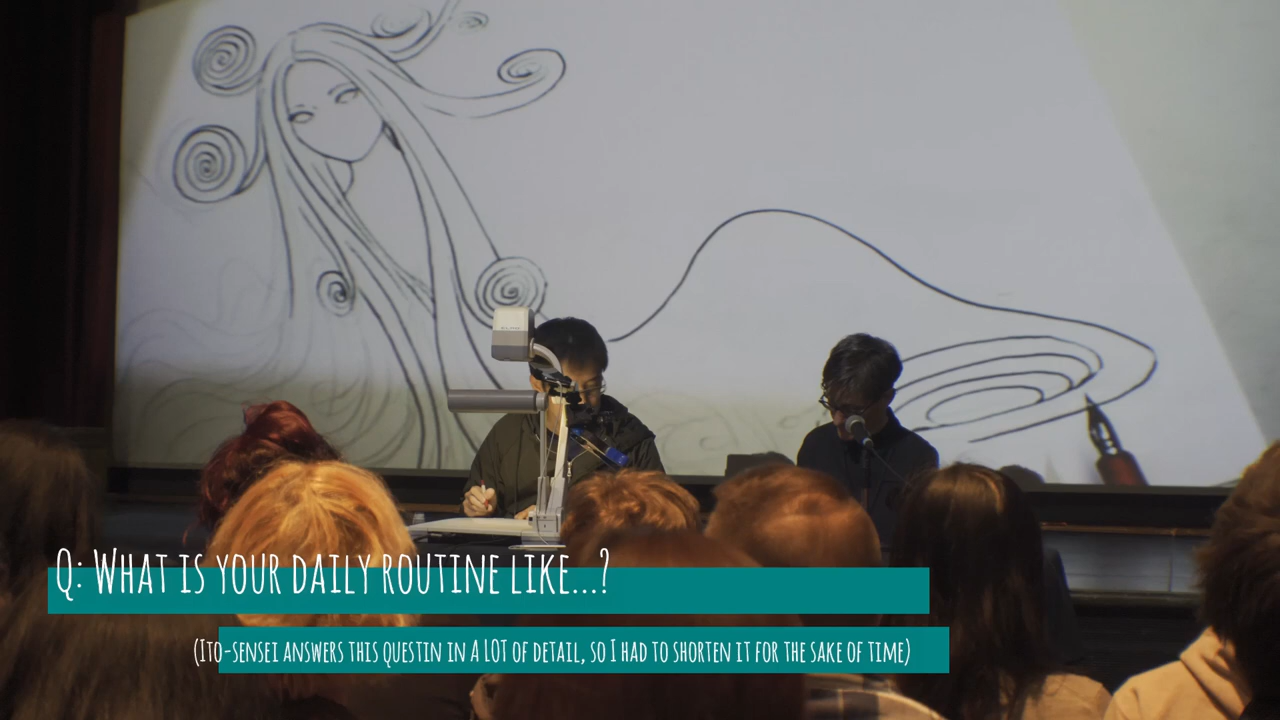 Q: What is your daily routine like...?
(Ito-sensei answers this questin in A LOT of detail, so I had to shorten it for the sake of time)